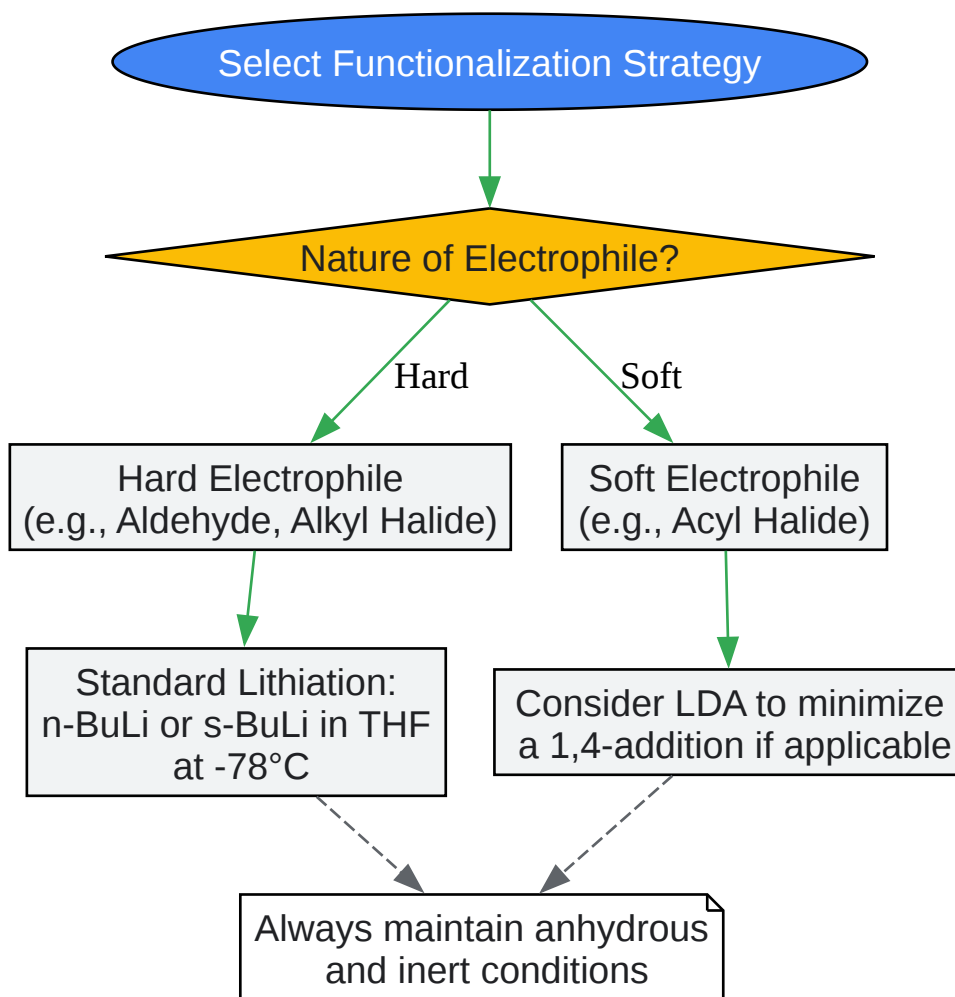 Select Functionalization Strategy
Nature of Electrophile?
Hard
Soft
Hard Electrophile
(e.g., Aldehyde, Alkyl Halide)
Soft Electrophile
(e.g., Acyl Halide)
Standard Lithiation:
n-BuLi or s-BuLi in THF
at -78°C
Consider LDA to minimize
a 1,4-addition if applicable
Always maintain anhydrous
and inert conditions